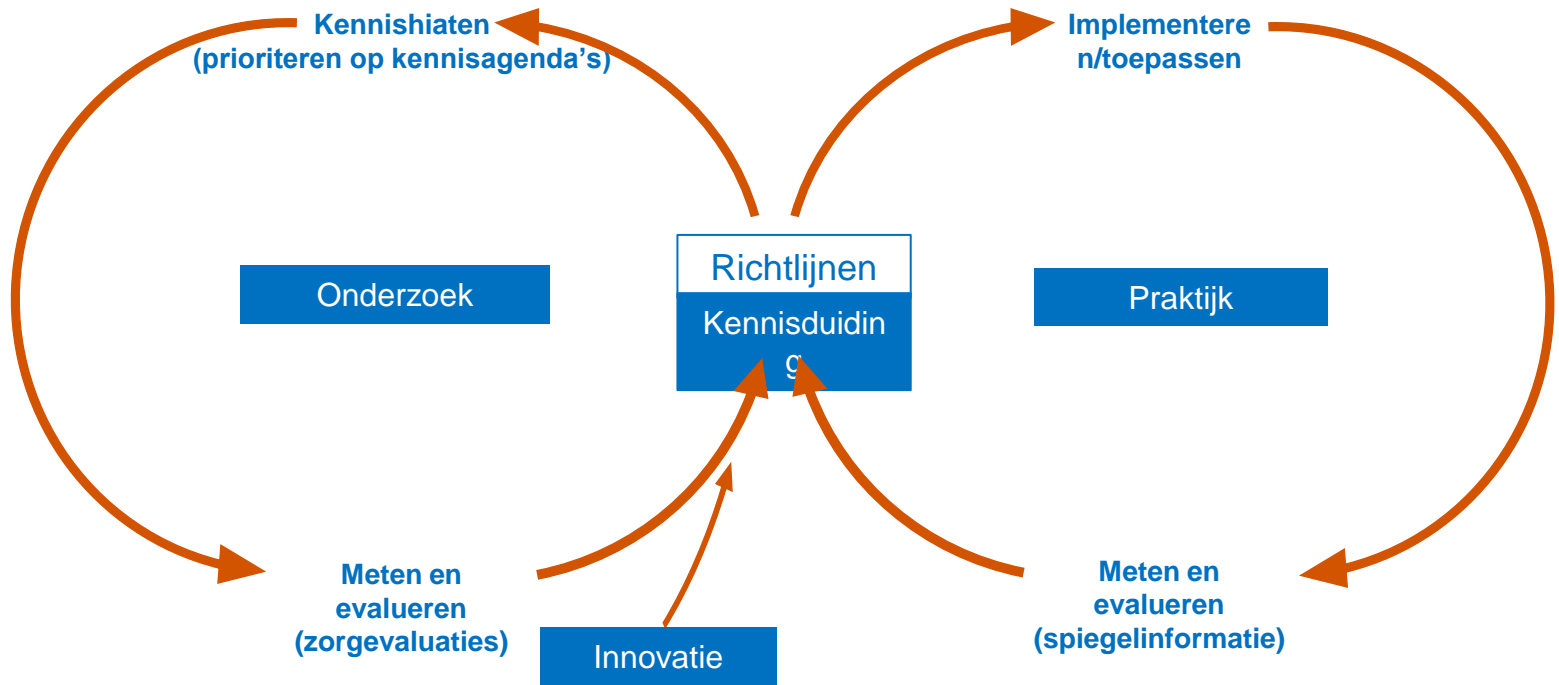 Kennishiaten
(prioriteren op kennisagenda’s)
Implementere
n/toepassen
Onderzoek
Richtlijnen
Kennisduidin
g
Praktijk
Meten en
evalueren
(zorgevaluaties)
Innovatie
Meten en
evalueren
(spiegelinformatie)